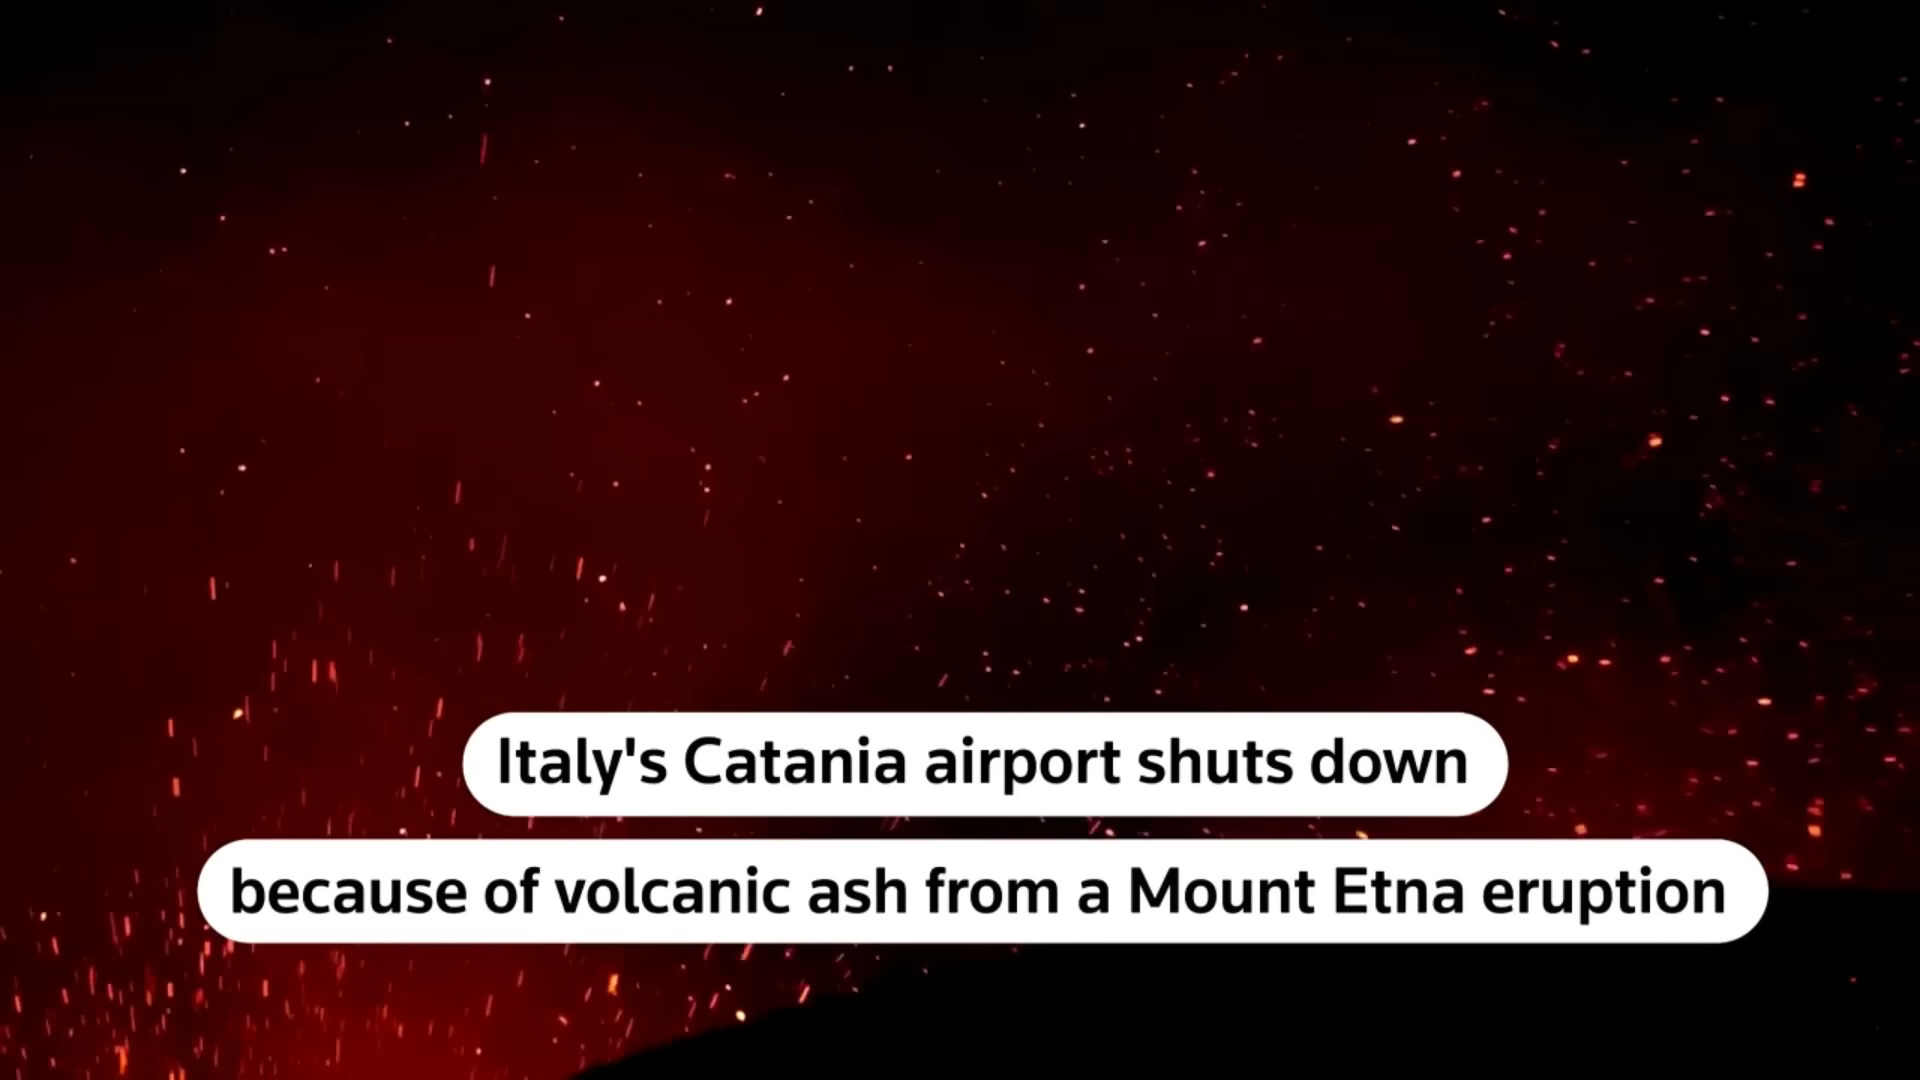 Italy's Catania airport shuts down
because of volcanic ash from a Mount Etna eruption